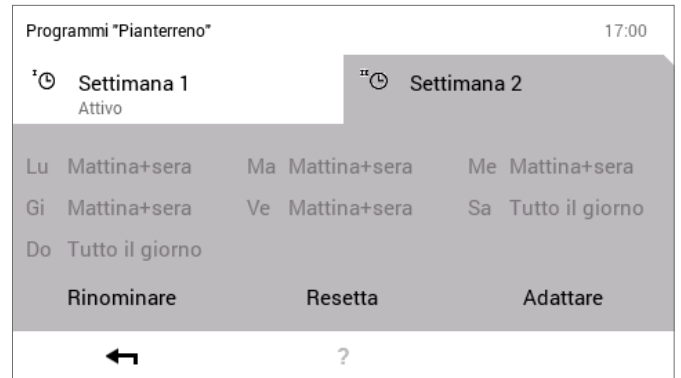 Programmi "Pianterreno" 17:00
I Settimana 1 II Settimana 2
Attivo
Lu Mattina+sera Ma Mattina+sera Me Mattina+sera
Gi Mattina+sera Ve Mattina+sera Sa Tutto il giorno
Do Tutto il giorno
Rinominare Resetta Adattare
?